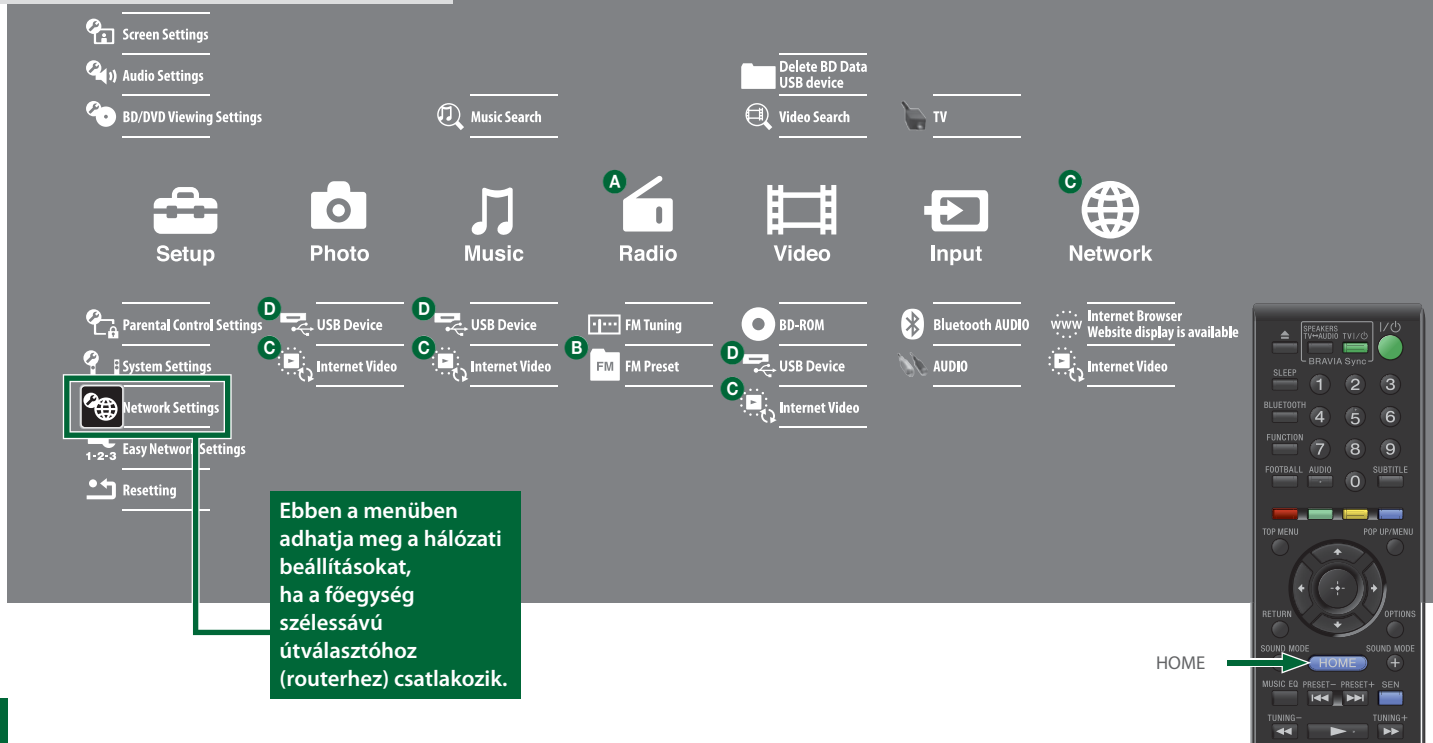 Screen Settings
Audio Settings
BD/DVD Viewing Settings
Music Search
Delete BD Data
USB device
Video Search
TV
A
C
Setup
Photo
Music
Radio
Video
Input
Network
Parental Control Settings
System Settings
Network Settings
1-2-3 Easy Network Settings
Resetting
D USB Device
C Internet Video
D USB Device
C Internet Video
FM Tuning
B FM FM Preset
BD-ROM
D USB Device
C Internet Video
Bluetooth AUDIO
AUDIO
www Internet Browser
Website display is available
Internet Video
Ebben a menüben
adhatja meg a hálózati
beállításokat,
ha a főegység
szélessávú
útválasztóhoz
(routerhez) csatlakozik.
HOME
SPEAKERS
TV↔AUDIO TV I/⏻ I/⏻
BRAVIA Sync
SLEEP
1 2 3
BLUETOOTH
4 5 6
FUNCTION
7 8 9
FOOTBALL AUDIO 0 SUBTITLE
TOP MENU POP UP/MENU
RETURN OPTIONS
SOUND MODE SOUND MODE
HOME +
MUSIC EQ PRESET– PRESET+ SEN
TUNING– TUNING+